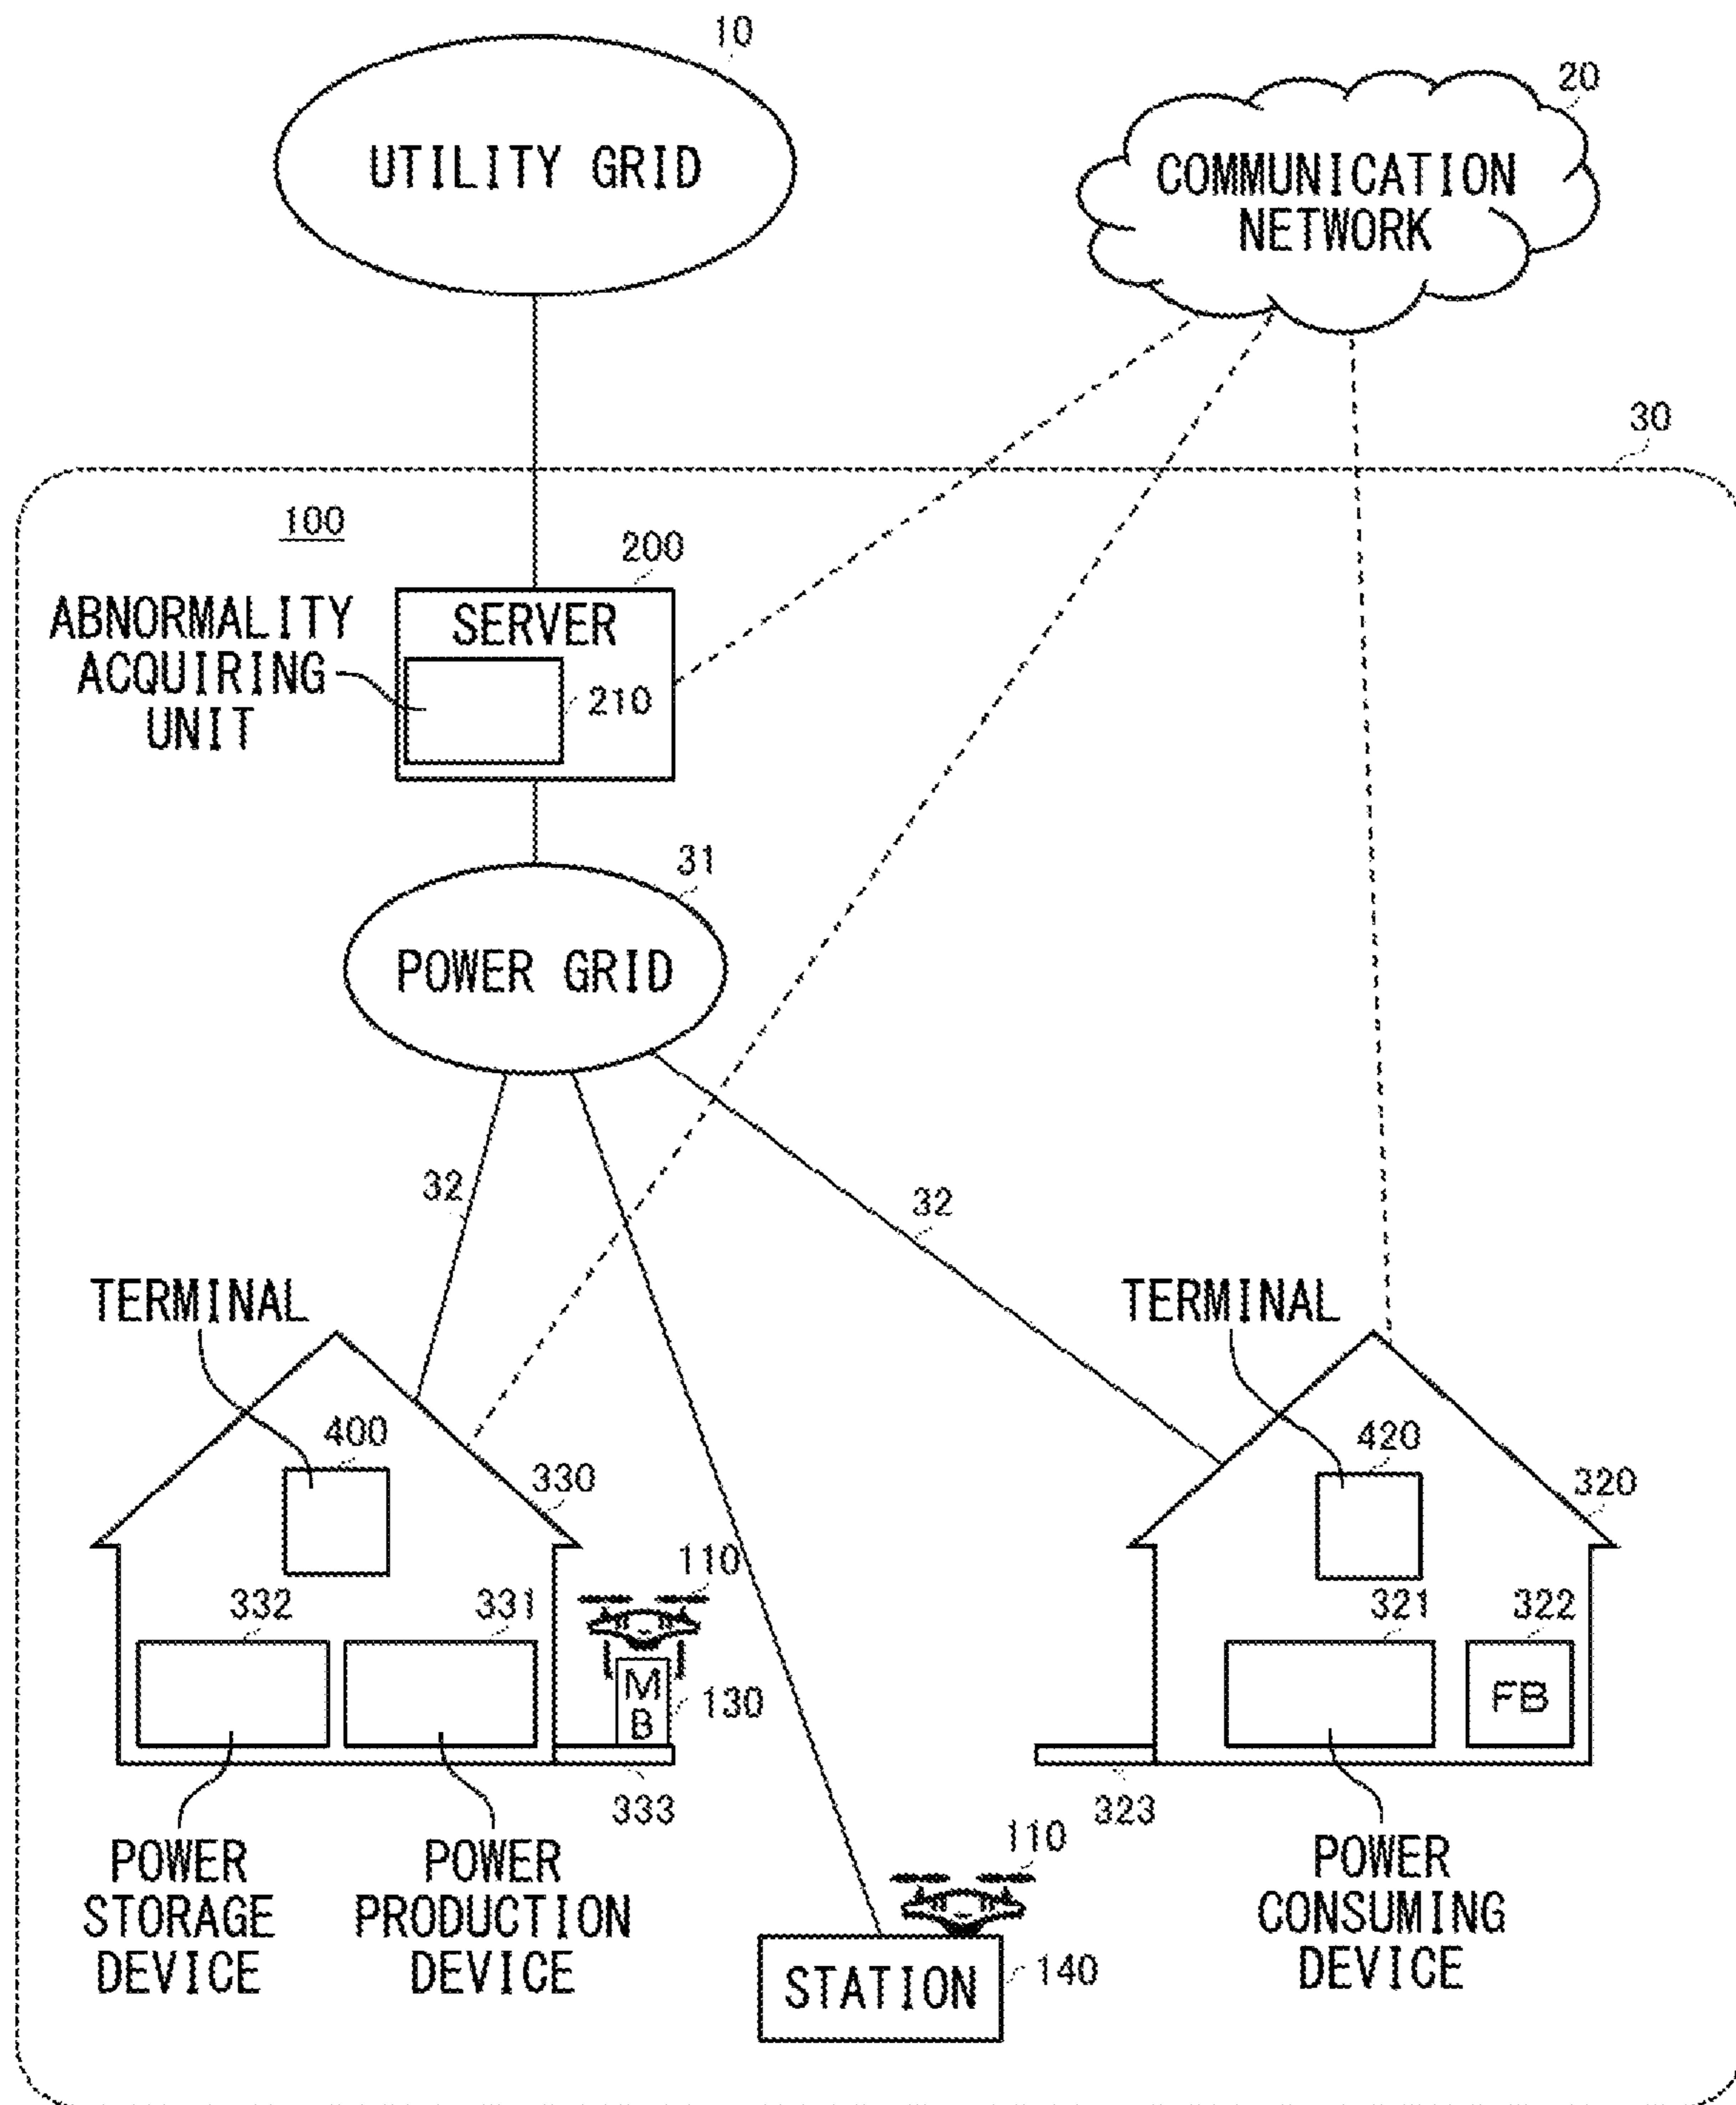 10
20
UTILITY GRID
COMMUNICATION
NETWORK
30
100
200
ABNORMALITY
ACQUIRING
UNIT
SERVER
210
31
POWER GRID
32
32
TERMINAL
TERMINAL
400
420
330
320
110
332
331
321
322
M
B
130
FB
333
323
110
POWER
STORAGE
DEVICE
POWER
PRODUCTION
DEVICE
POWER
CONSUMING
DEVICE
STATION
140